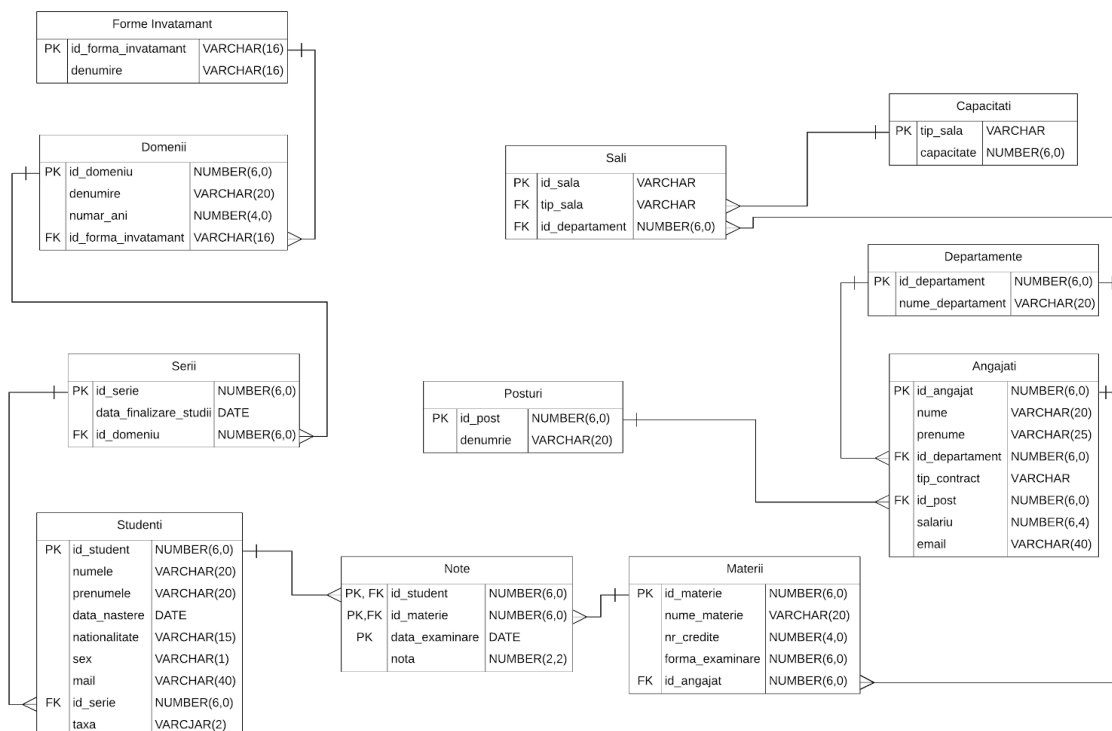 Forme Invatamant
PK id_forma_invatamant VARCHAR(16)
denumire VARCHAR(16)
Domenii
PK id_domeniu NUMBER(6,0)
denumire VARCHAR(20)
numar_ani NUMBER(4,0)
FK id_forma_invatamant VARCHAR(16)
Serii
PK id_serie NUMBER(6,0)
data_finalizare_studii DATE
FK id_domeniu NUMBER(6,0)
Studenti
PK id_student NUMBER(6,0)
numele VARCHAR(20)
prenumele VARCHAR(20)
data_nastere DATE
nationalitate VARCHAR(15)
sex VARCHAR(1)
mail VARCHAR(40)
FK id_serie NUMBER(6,0)
taxa VARCJAR(2)
Capacitati
PK tip_sala VARCHAR
capacitate NUMBER(6,0)
Sali
PK id_sala VARCHAR
FK tip_sala VARCHAR
FK id_departament NUMBER(6,0)
Departamente
PK id_departament NUMBER(6,0)
nume_departament VARCHAR(20)
Angajati
PK id_angajat NUMBER(6,0)
nume VARCHAR(20)
prenume VARCHAR(25)
FK id_departament NUMBER(6,0)
tip_contract VARCHAR
FK id_post NUMBER(6,0)
salariu NUMBER(6,4)
email VARCHAR(40)
Posturi
PK id_post NUMBER(6,0)
denumrie VARCHAR(20)
Note
PK, FK id_student NUMBER(6,0)
PK,FK id_materie NUMBER(6,0)
PK data_examinare DATE
nota NUMBER(2,2)
Materii
PK id_materie NUMBER(6,0)
nume_materie VARCHAR(20)
nr_credite NUMBER(4,0)
forma_examinare NUMBER(6,0)
FK id_angajat NUMBER(6,0)